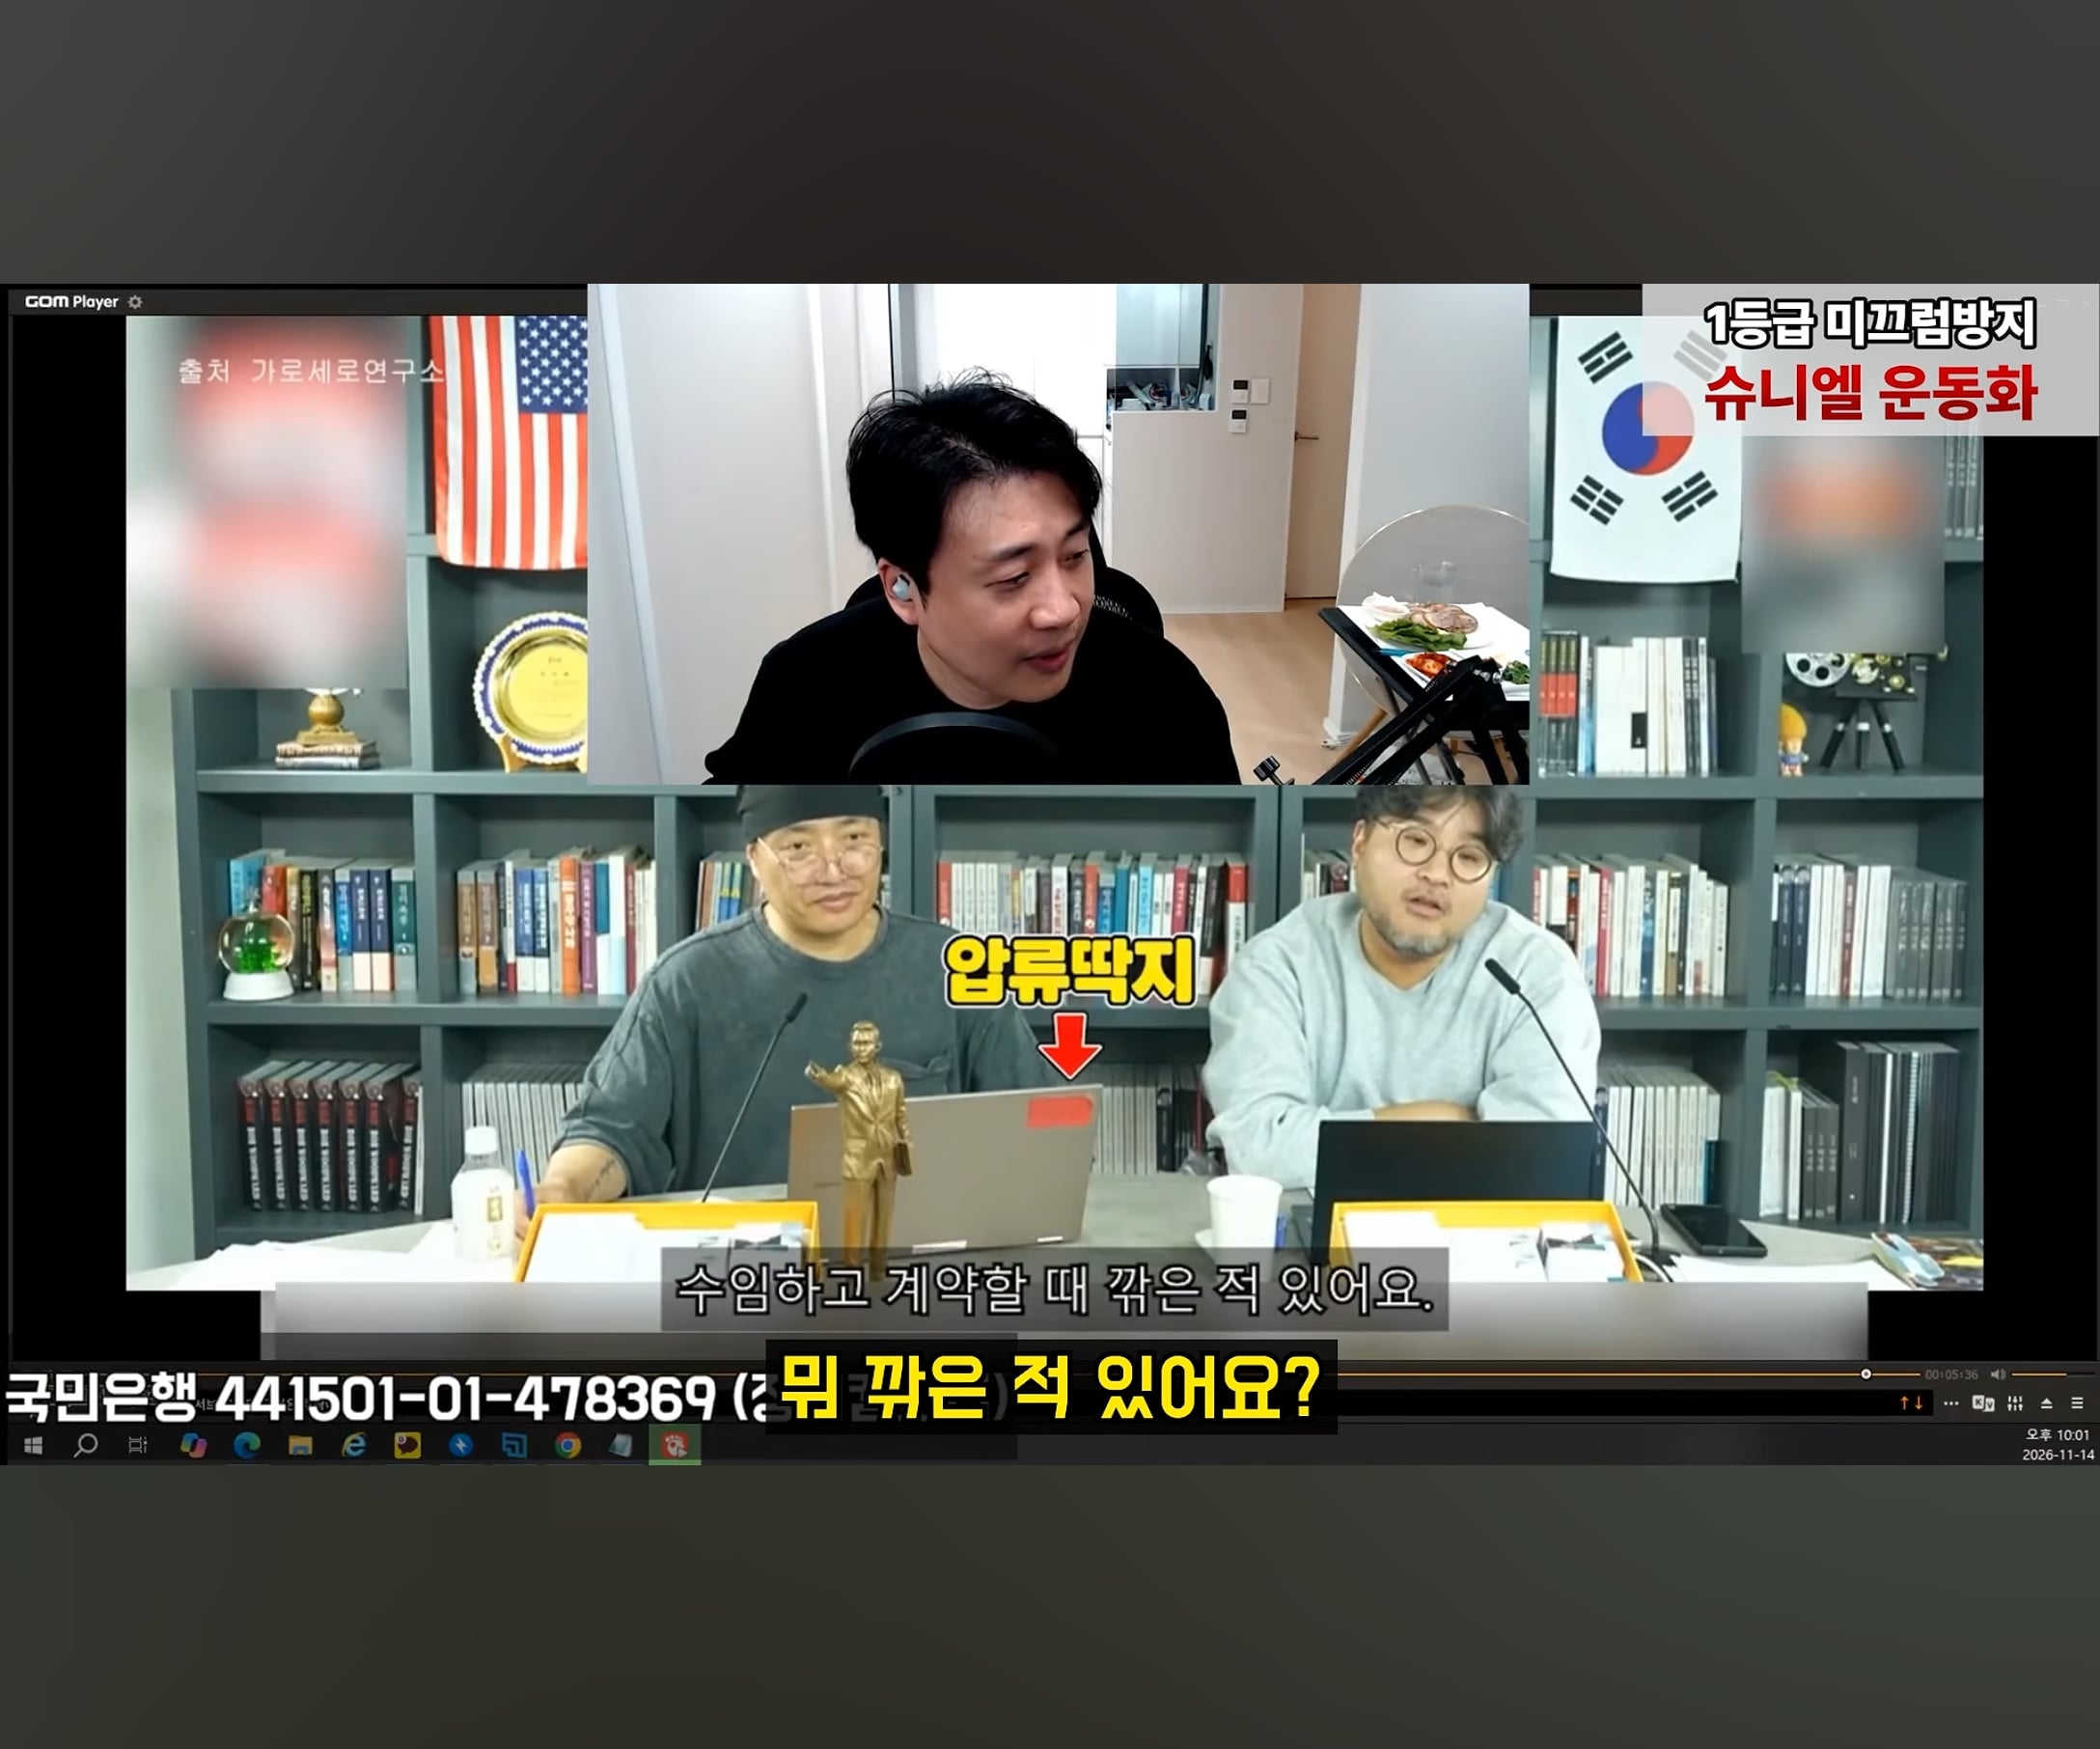 GOM Player
출처 가로세로연구소
1등급 미끄럼방지
슈니엘 운동화
압류딱지
수임하고 계약할 때 깎은 적 있어요.
뭐 깎은 적 있어요?
국민은행 441501-01-478369
00:05:36
오후 10:01
2026-11-14